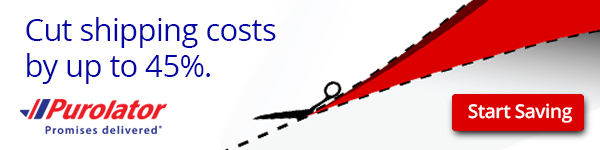 Cut shipping costs
by up to 45%.
Purolator
Promises delivered*
Start Saving